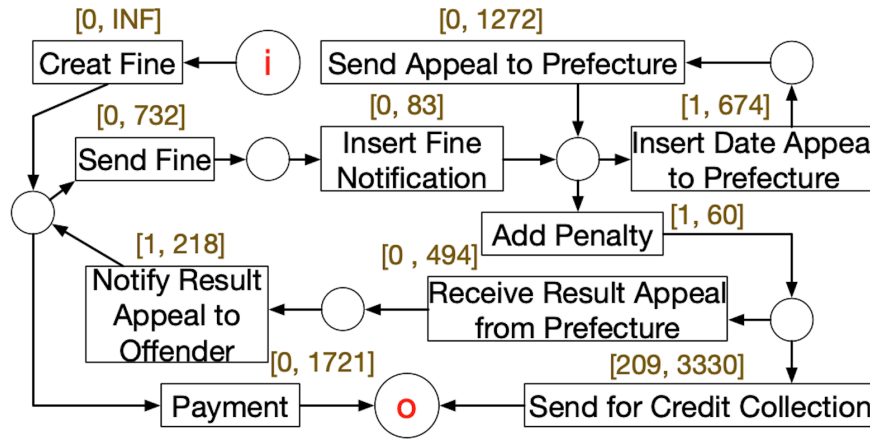 [0, INF]
Creat Fine
i
[0, 1272]
Send Appeal to Prefecture
[0, 732]
Send Fine
[0, 83]
Insert Fine
Notification
[1, 674]
Insert Date Appeal
to Prefecture
Add Penalty
[1, 60]
[1, 218]
Notify Result
Appeal to
Offender
[0 , 494]
Receive Result Appeal
from Prefecture
[0, 1721]
Payment
o
[209, 3330]
Send for Credit Collection